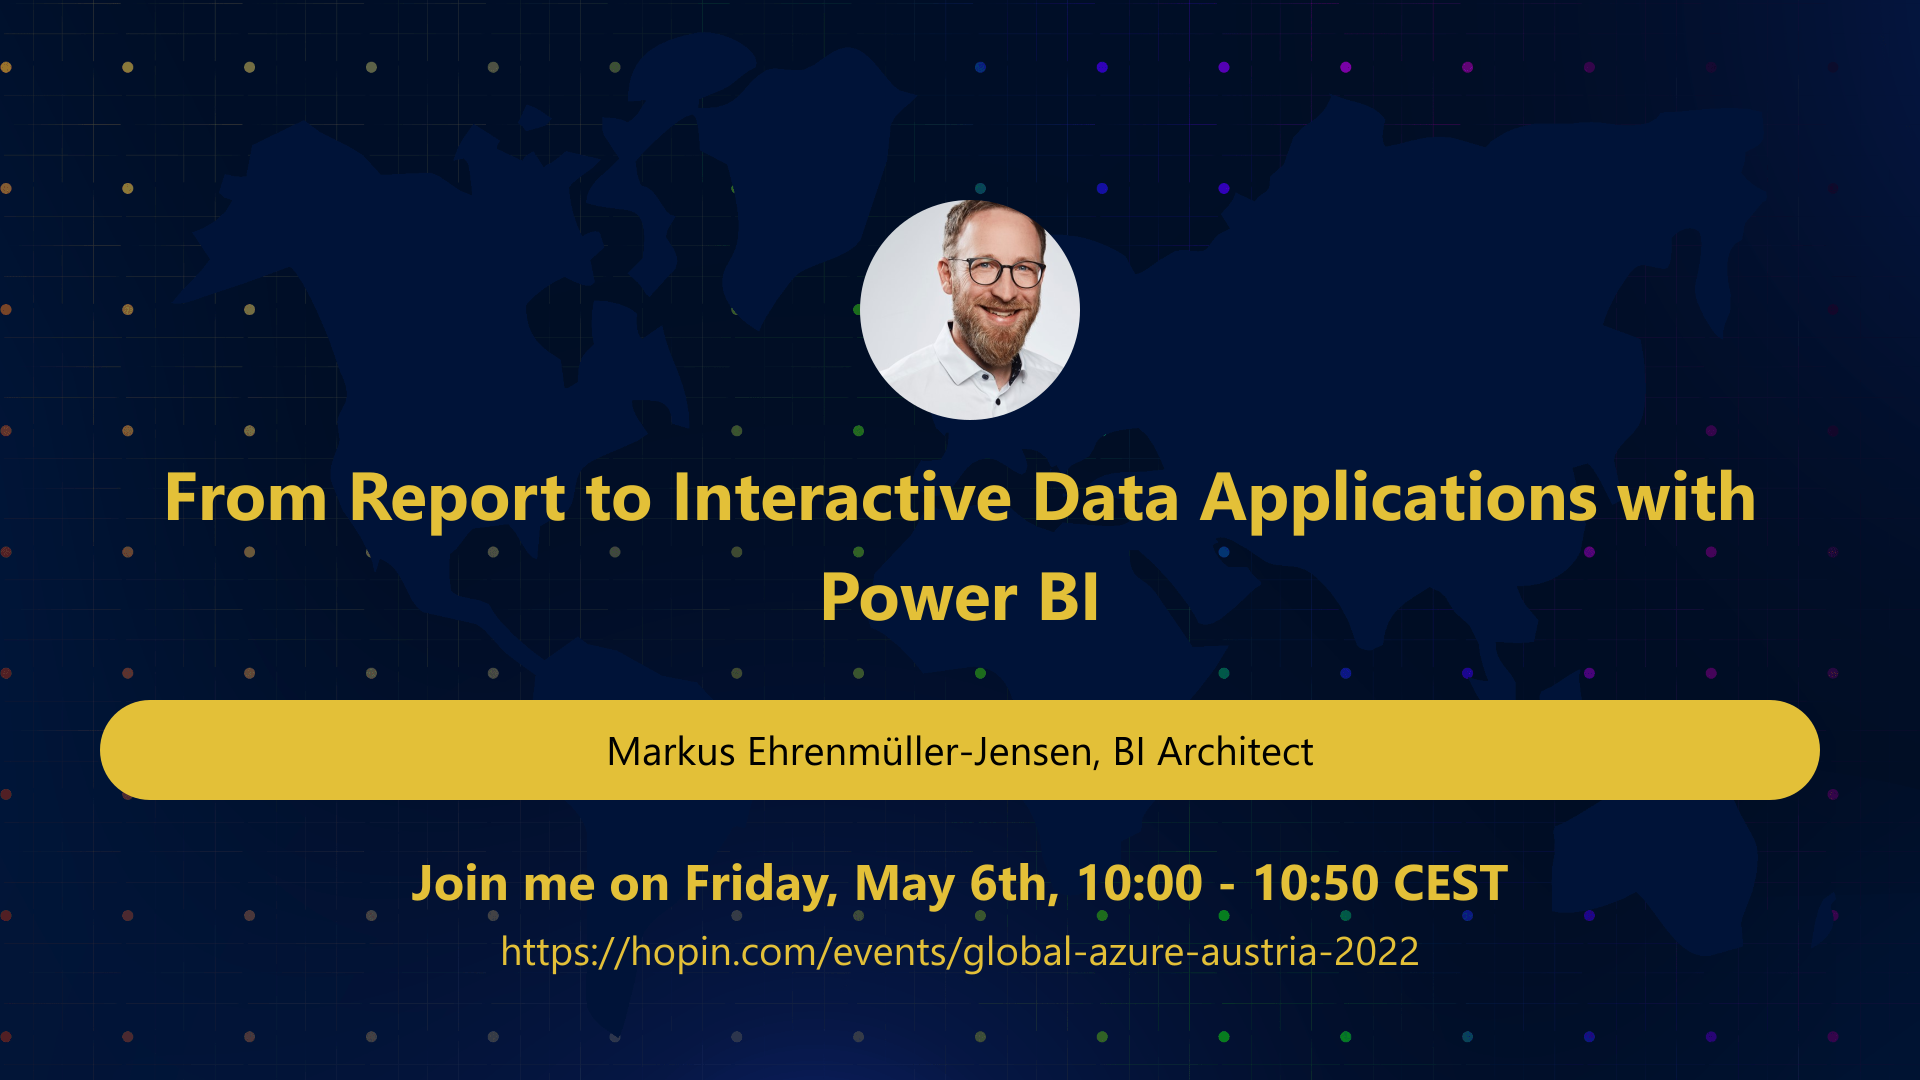 From Report to Interactive Data Applications with
Power BI
Markus Ehrenmüller-Jensen, BI Architect
Join me on Friday, May 6th, 10:00 - 10:50 CEST
https://hopin.com/events/global-azure-austria-2022